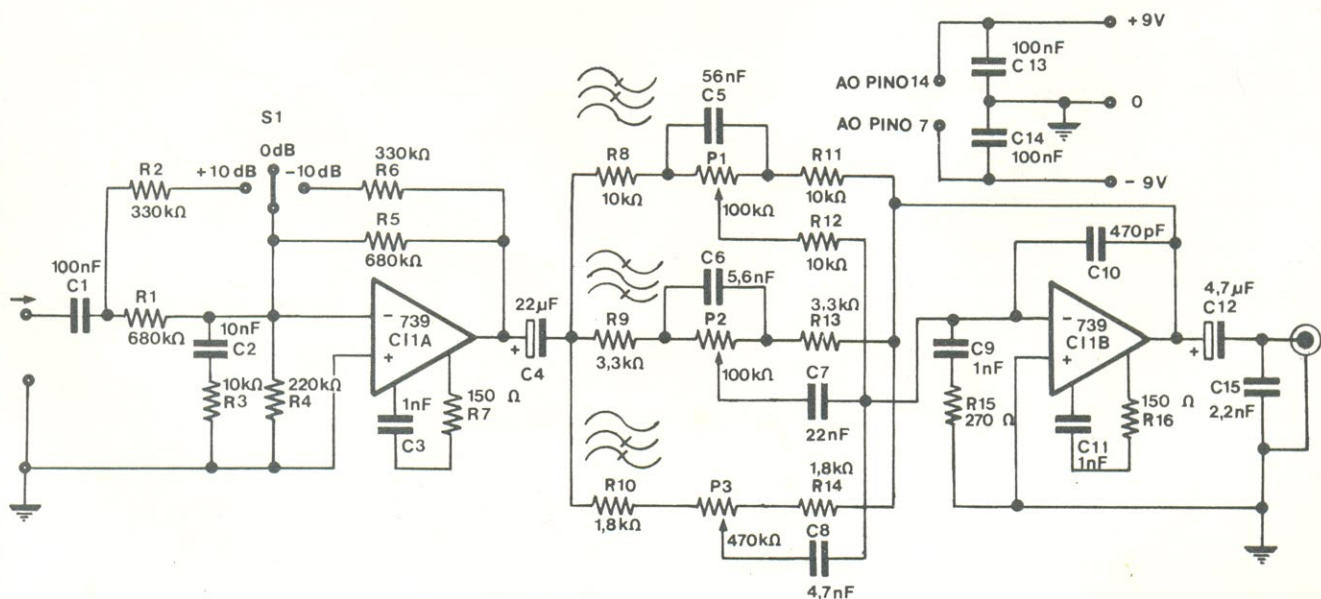 +9V
100nF
C13
56nF
C5
AO PINO 14
0
S1
AO PINO 7
C14
100nF
0dB
330kΩ
R2
+10dB
-10dB
R6
R8
P1
R11
-9V
330kΩ
10kΩ
10kΩ
R5
100kΩ
R12
470pF
680kΩ
C6
10kΩ
C10
100nF
C1
5,6nF
4,7µF
C12
R1
22µF
3.3kΩ
680kΩ
10nF
C2
-
739
CI1A
+
R9
P2
R13
-
739
CI1B
+
+
C4
3,3kΩ
C9
1nF
+
10kΩ
R3
220kΩ
R4
100kΩ
C7
C15
2,2nF
1nF
C3
150 Ω
R7
22nF
R15
270 Ω
150 Ω
R16
C11
1nF
1,8kΩ
R10
P3
R14
1,8kΩ
470kΩ
C8
4,7nF